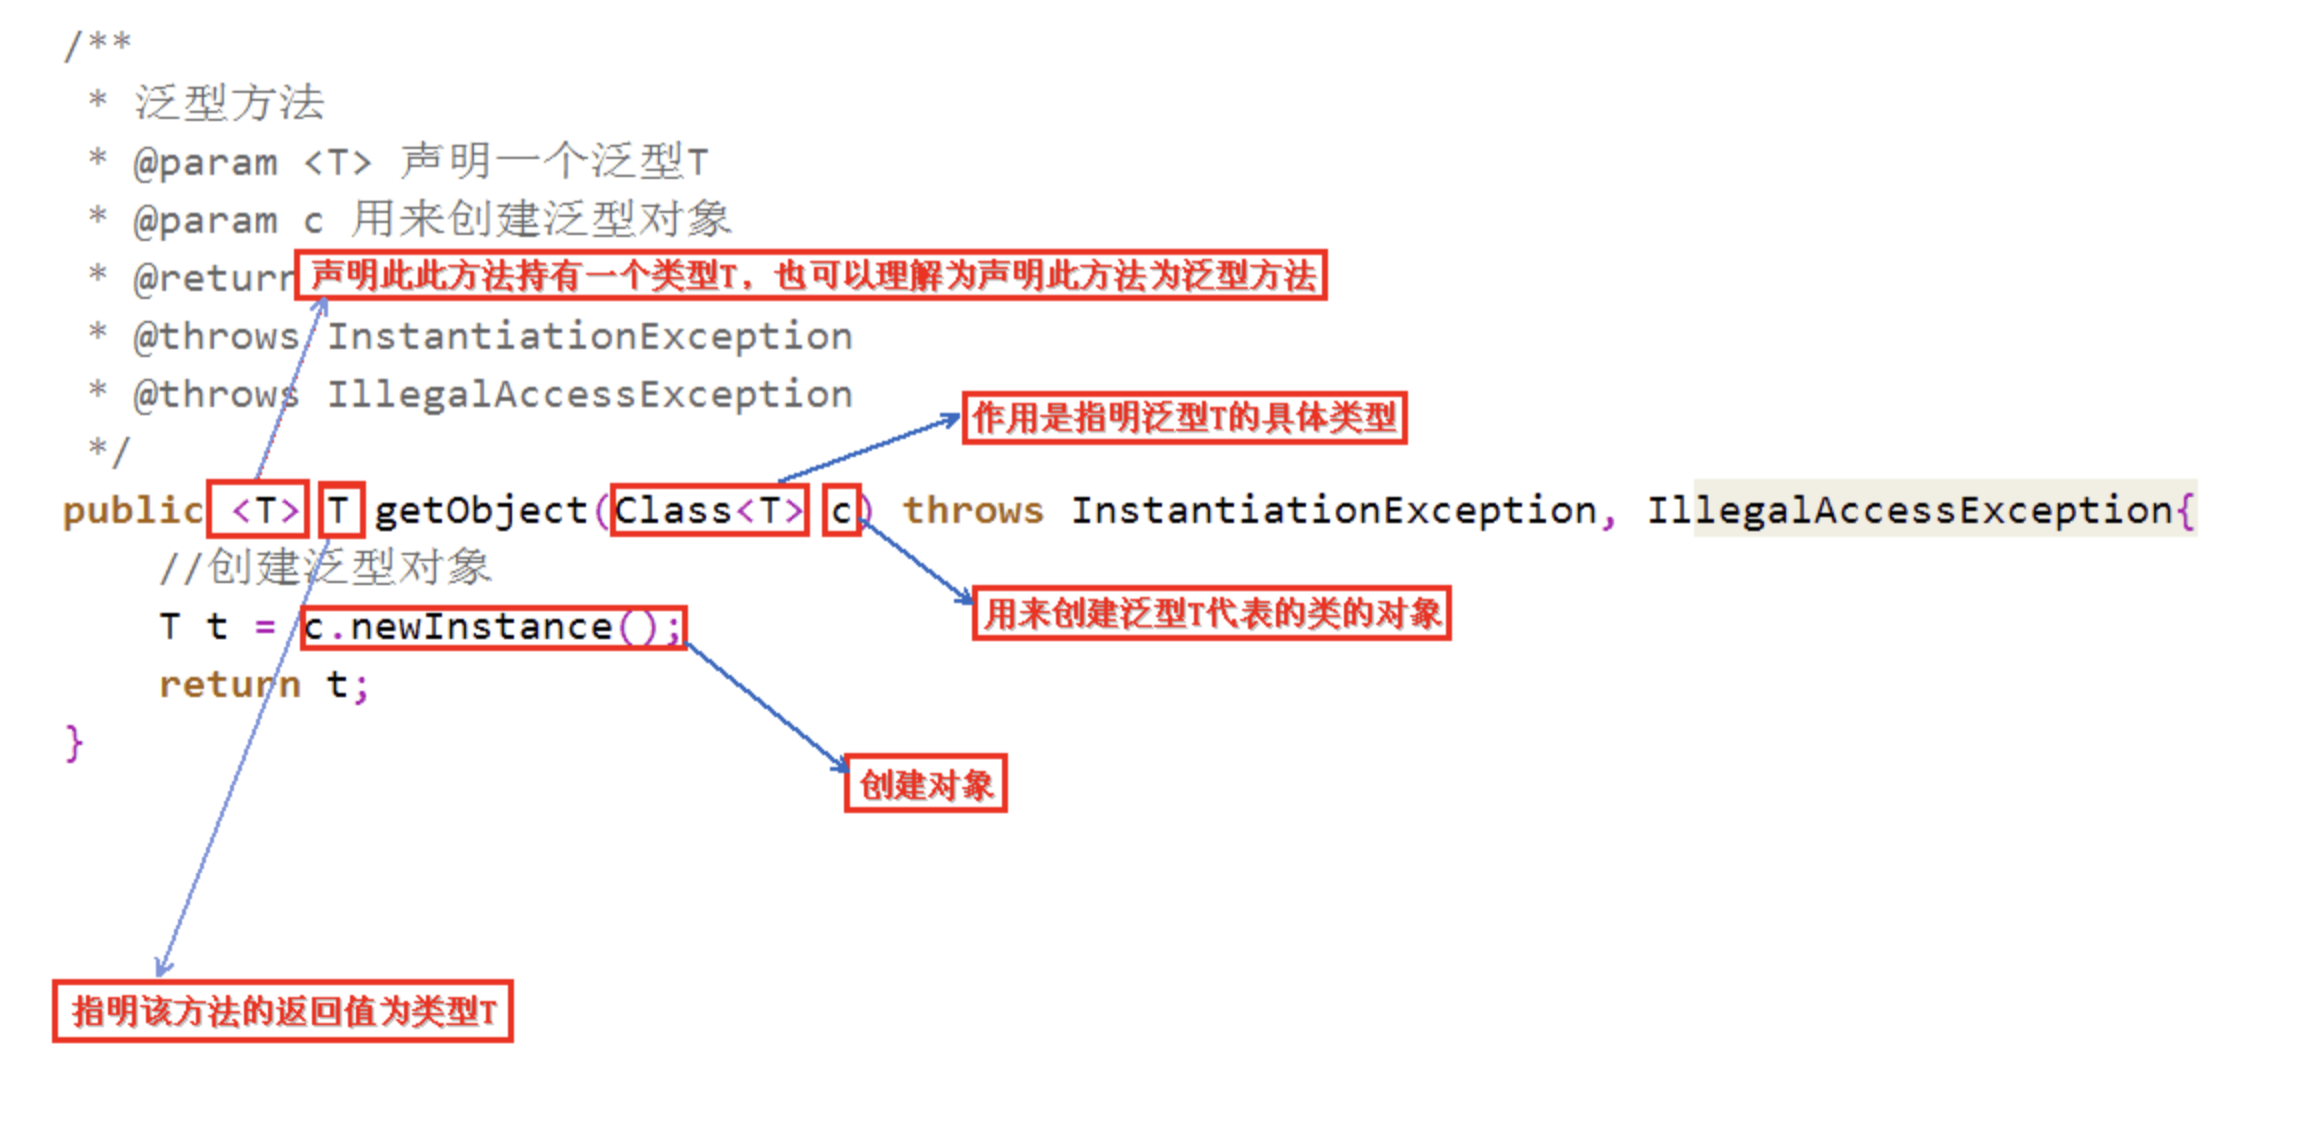 /**
* 泛型方法
* @param <T> 声明一个泛型T
* @param c 用来创建泛型对象
* @return 声明此此方法持有一个类型T，也可以理解为声明此方法为泛型方法
* @throws InstantiationException
* @throws IllegalAccessException
作用是指明泛型T的具体类型
*/
public <T> T getObject(Class<T> c) throws InstantiationException, IllegalAccessException{
//创建泛型对象
用来创建泛型T代表的类的对象
T t = c.newInstance();
return t;
}
创建对象
指明该方法的返回值为类型T